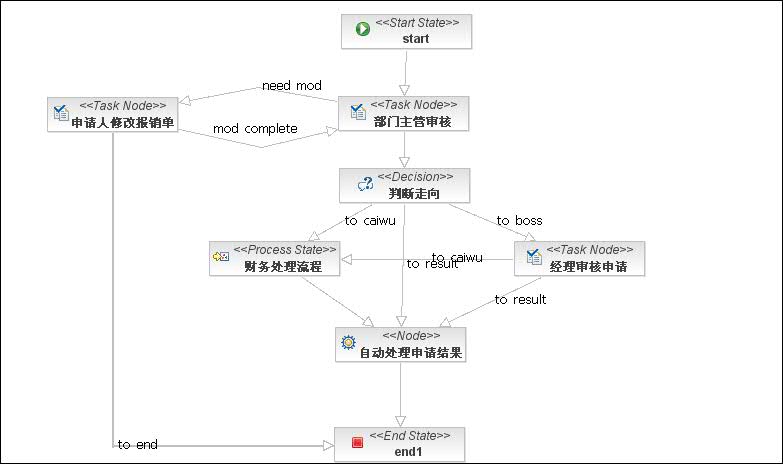 <<Start State>>
start
need mod
<<Task Node>>
申请人修改报销单
<<Task Node>>
部门主管审核
mod complete
<<Decision>>
判断走向
to caiwu
to boss
<<Process State>>
财务处理流程
to result
to caiwu
<<Task Node>>
经理审核申请
to result
<<Node>>
自动处理申请结果
to end
<<End State>>
end1